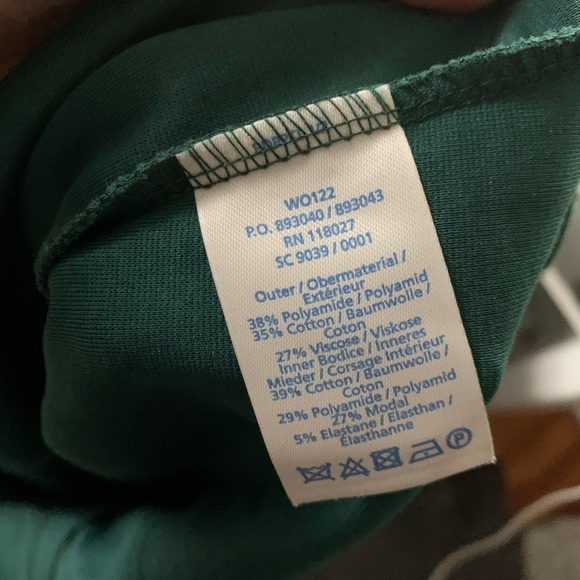 WO122
P.O. 893040 / 893043
RN 118027
SC 9039 / 0001
Outer / Obermaterial /
Extérieur
38% Polyamide / Polyamid
35% Cotton / Baumwolle /
Coton
27% Viscose / Viskose
Inner Bodice / Inneres
Mieder / Corsage Intérieur
39% Cotton / Baumwolle /
Coton
29% Polyamide / Polyamid
27% Modal
5% Elastane / Elasthan /
Élasthanne
P